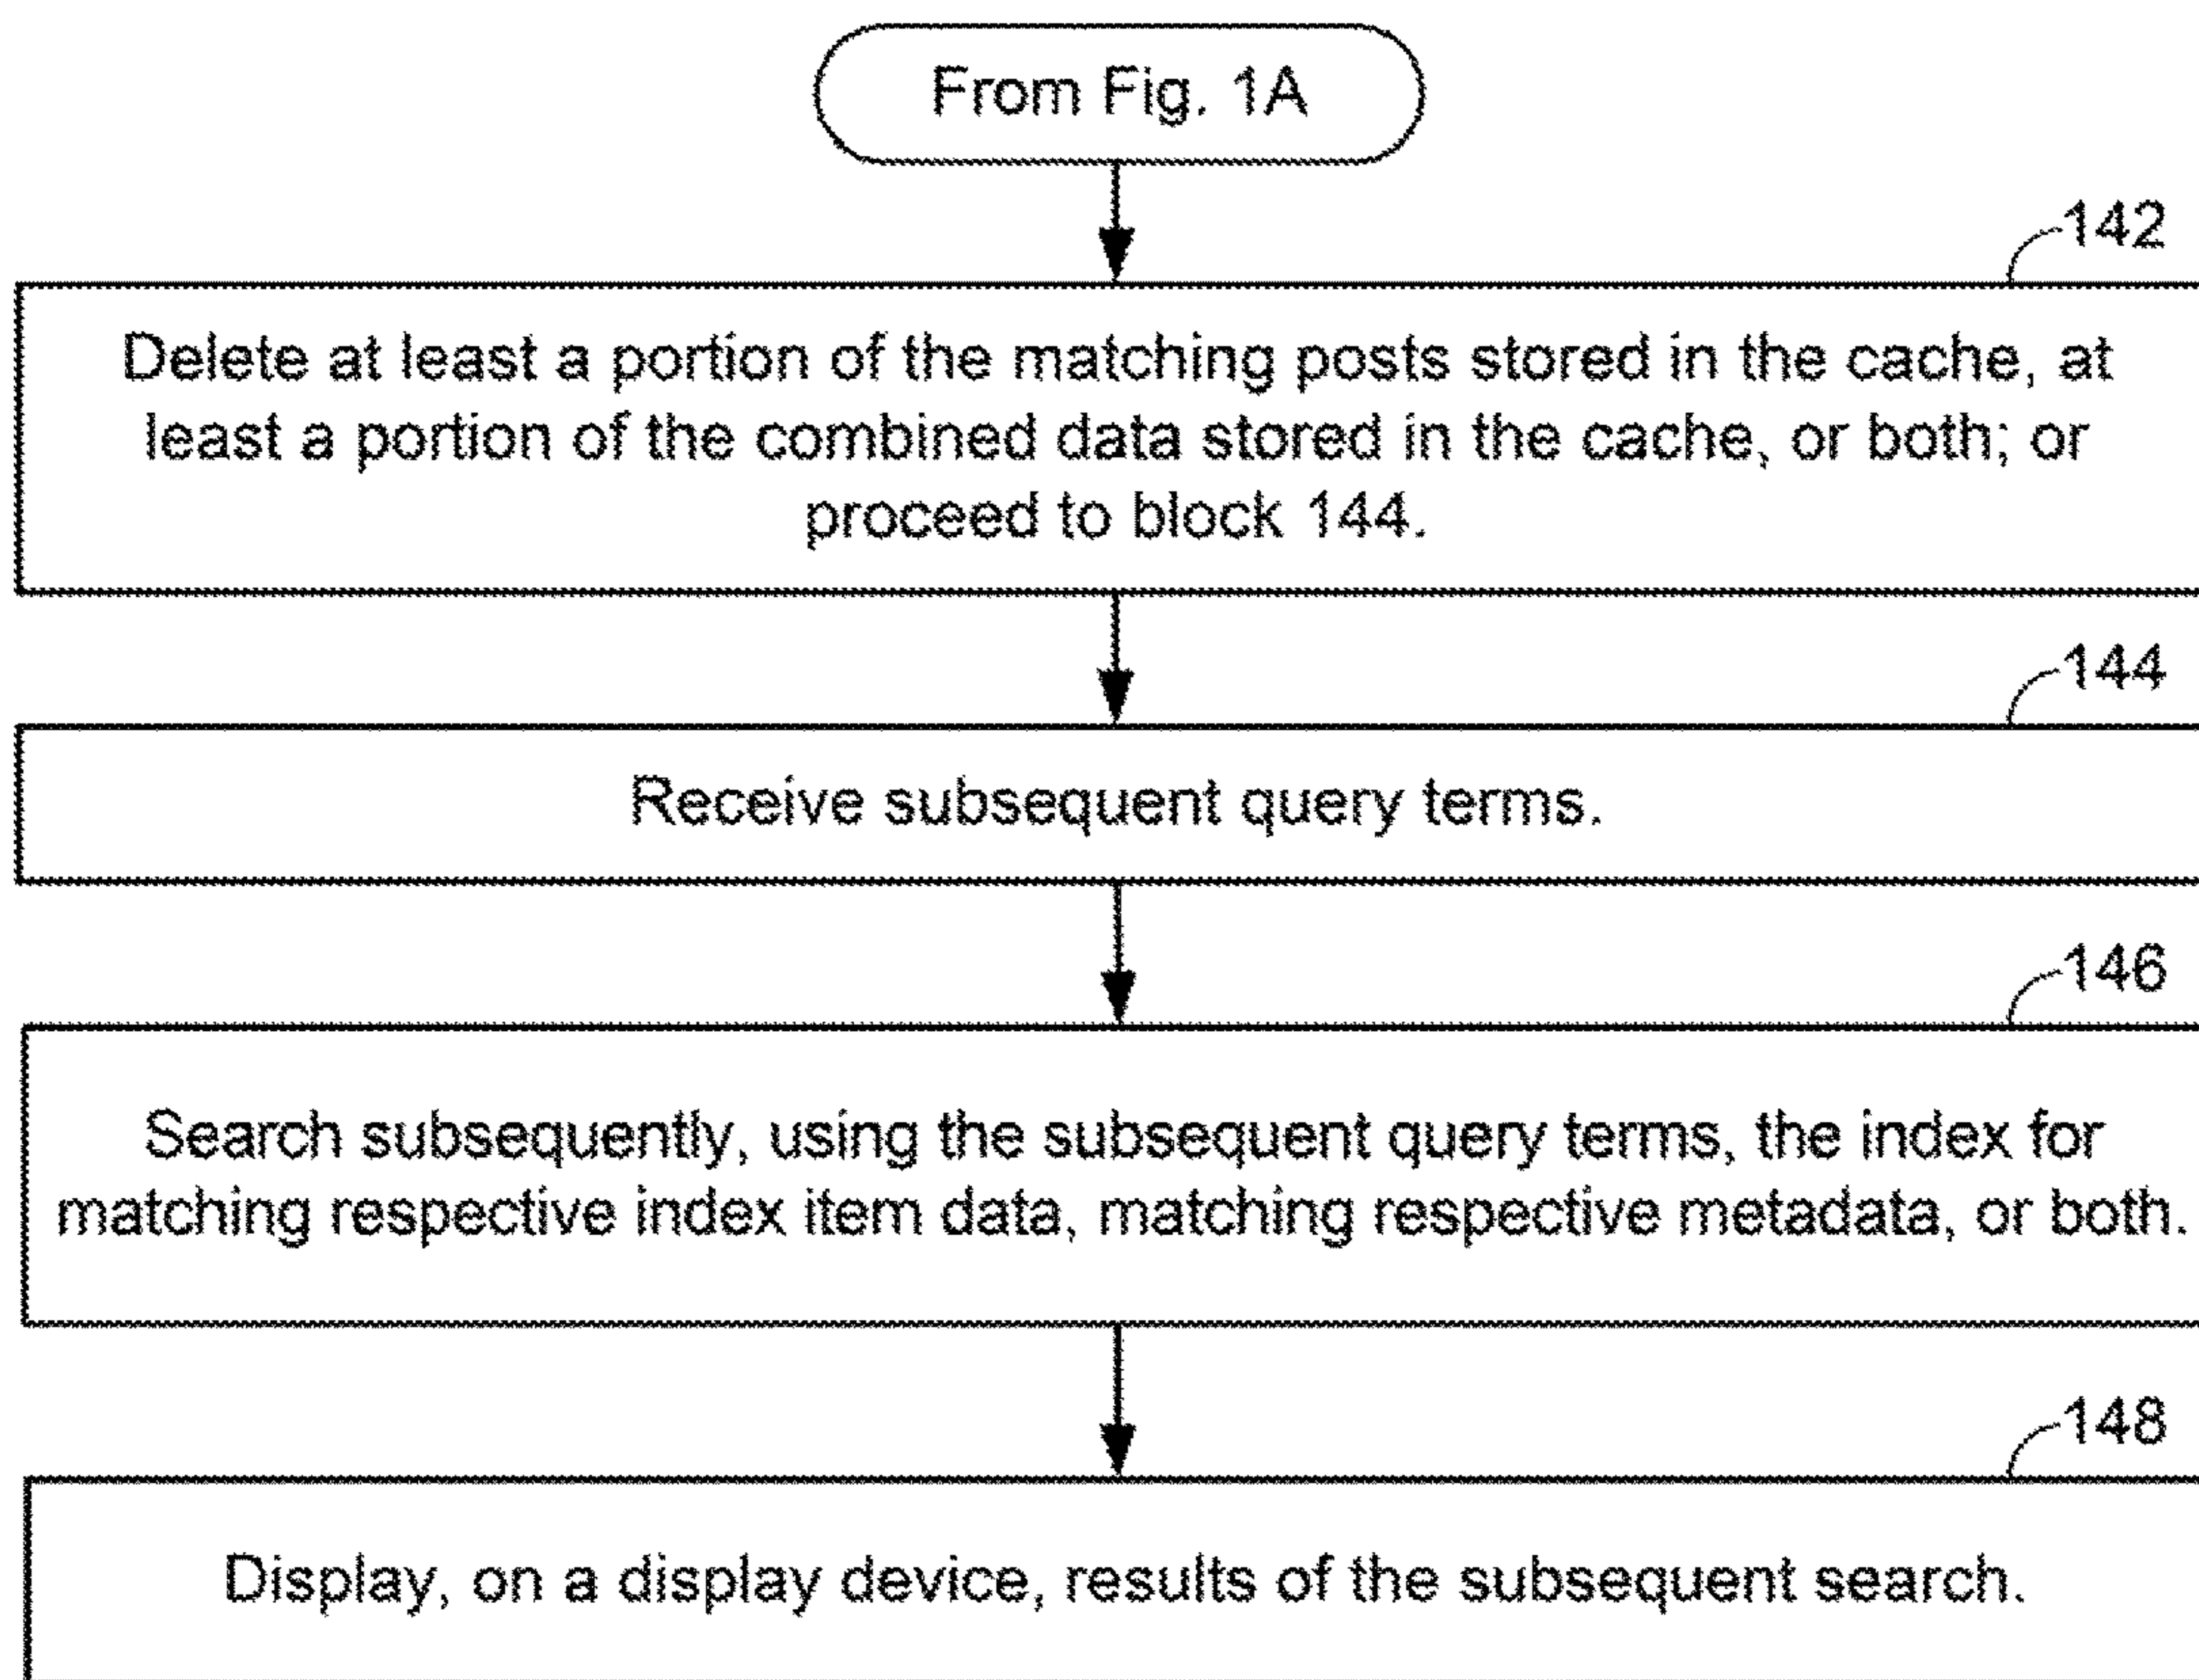 From Fig. 1A
142
Delete at least a portion of the matching posts stored in the cache, at
least a portion of the combined data stored in the cache, or both; or
proceed to block 144.
144
Receive subsequent query terms.
146
Search subsequently, using the subsequent query terms, the index for
matching respective index item data, matching respective metadata, or both.
148
Display, on a display device, results of the subsequent search.